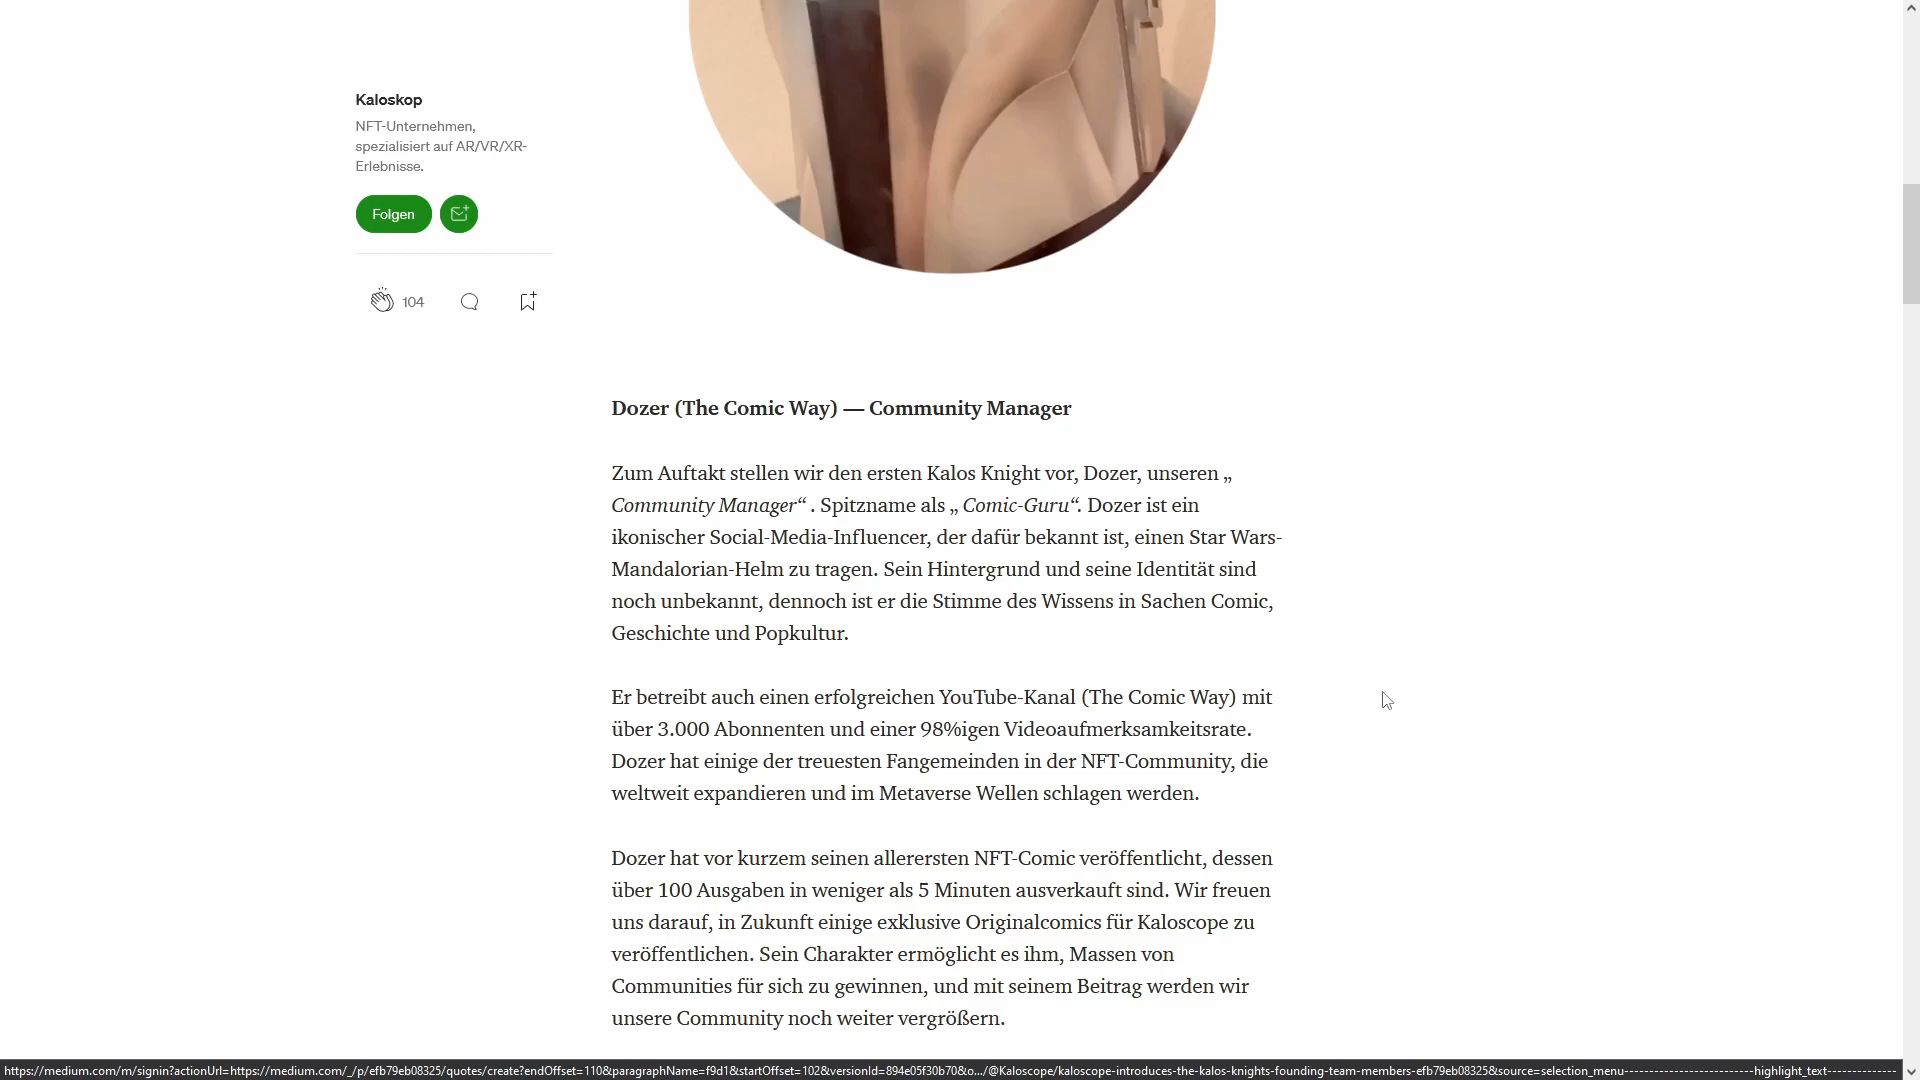 Kaloskop
NFT-Unternehmen,
spezialisiert auf AR/VR/XR-
Erlebnisse.
Folgen
104
Dozer (The Comic Way) — Community Manager
Zum Auftakt stellen wir den ersten Kalos Knight vor, Dozer, unseren „
Community Manager“ . Spitzname als „ Comic-Guru“. Dozer ist ein
ikonischer Social-Media-Influencer, der dafür bekannt ist, einen Star Wars-
Mandalorian-Helm zu tragen. Sein Hintergrund und seine Identität sind
noch unbekannt, dennoch ist er die Stimme des Wissens in Sachen Comic,
Geschichte und Popkultur.
Er betreibt auch einen erfolgreichen YouTube-Kanal (The Comic Way) mit
über 3.000 Abonnenten und einer 98%igen Videoaufmerksamkeitsrate.
Dozer hat einige der treuesten Fangemeinden in der NFT-Community, die
weltweit expandieren und im Metaverse Wellen schlagen werden.
Dozer hat vor kurzem seinen allerersten NFT-Comic veröffentlicht, dessen
über 100 Ausgaben in weniger als 5 Minuten ausverkauft sind. Wir freuen
uns darauf, in Zukunft einige exklusive Originalcomics für Kaloscope zu
veröffentlichen. Sein Charakter ermöglicht es ihm, Massen von
Communities für sich zu gewinnen, und mit seinem Beitrag werden wir
unsere Community noch weiter vergrößern.
https://medium.com/m/signin?actionUrl=https://medium.com/_/p/efb79eb08325/quotes/create?endOffset=110&paragraphName=f9d1&startOffset=102&versionId=894e05f30b70&o.../@Kaloscope/kaloscope-introduces-the-kalos-knights-founding-team-members-efb79eb08325&source=selection_menu--------------------------highlight_text--------------